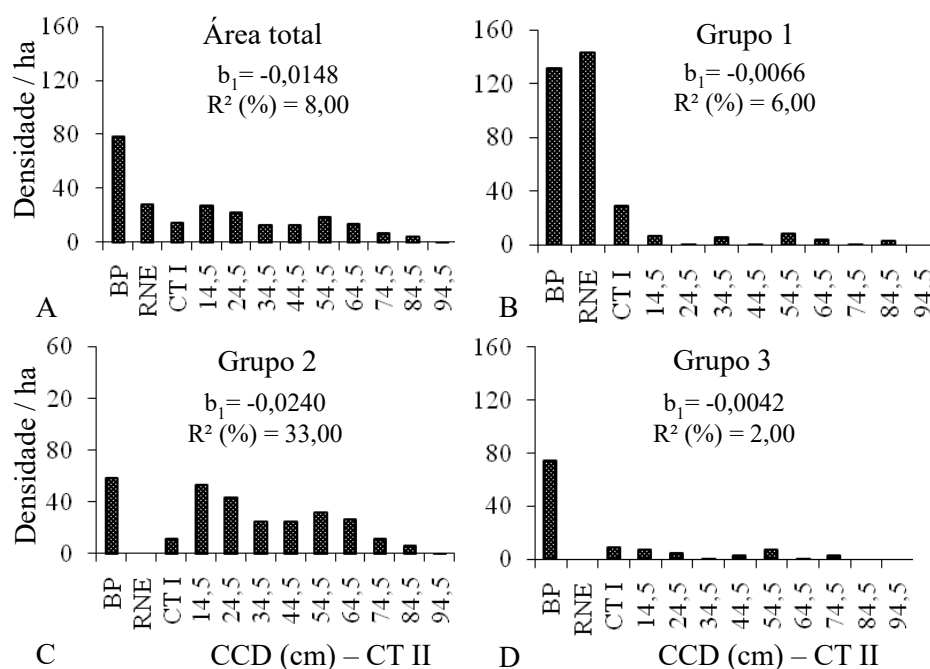 Área total
b₁= -0,0148
R² (%) = 8,00
Densidade / ha
160
120
80
40
0
BP
RNE
CT I
14,5
24,5
34,5
44,5
54,5
64,5
74,5
84,5
94,5
A
Grupo 1
b₁= -0,0066
R² (%) = 6,00
160
120
80
40
0
BP
RNE
CT I
14,5
24,5
34,5
44,5
54,5
64,5
74,5
84,5
94,5
B
Grupo 2
b₁= -0,0240
R² (%) = 33,00
Densidade / ha
60
20
80
40
0
BP
RNE
CT I
14,5
24,5
34,5
44,5
54,5
64,5
74,5
84,5
94,5
C
Grupo 3
b₁= -0,0042
R² (%) = 2,00
160
120
80
40
0
BP
RNE
CT I
14,5
24,5
34,5
44,5
54,5
64,5
74,5
84,5
94,5
D
CCD (cm) – CT II